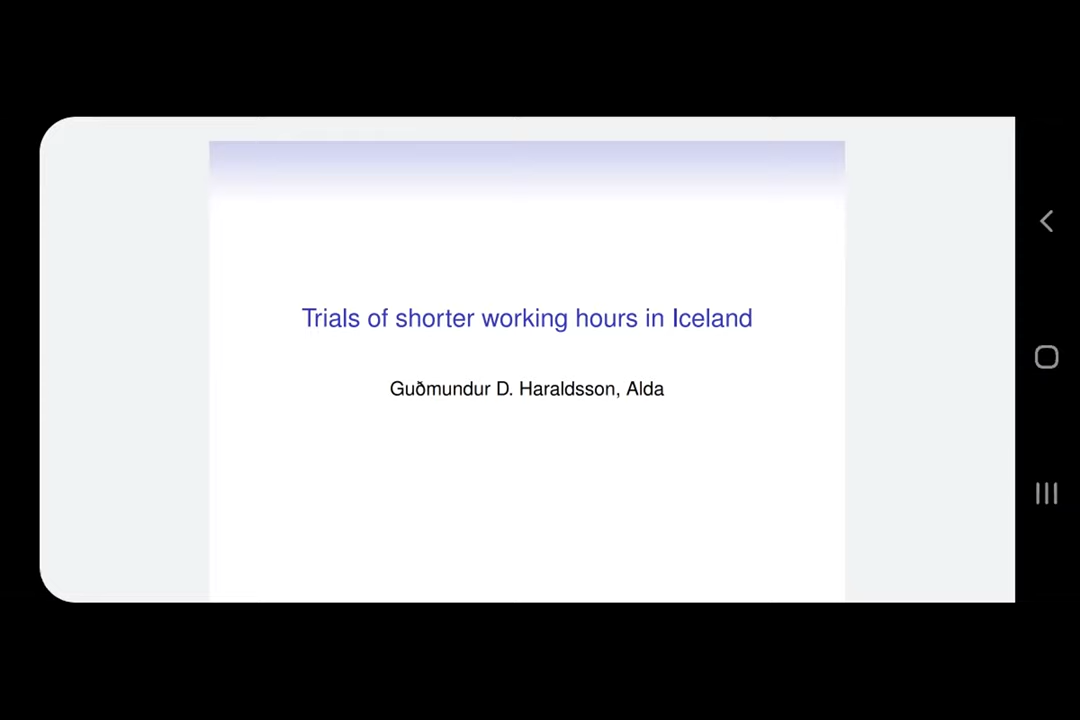 Trials of shorter working hours in Iceland
Guðmundur D. Haraldsson, Alda